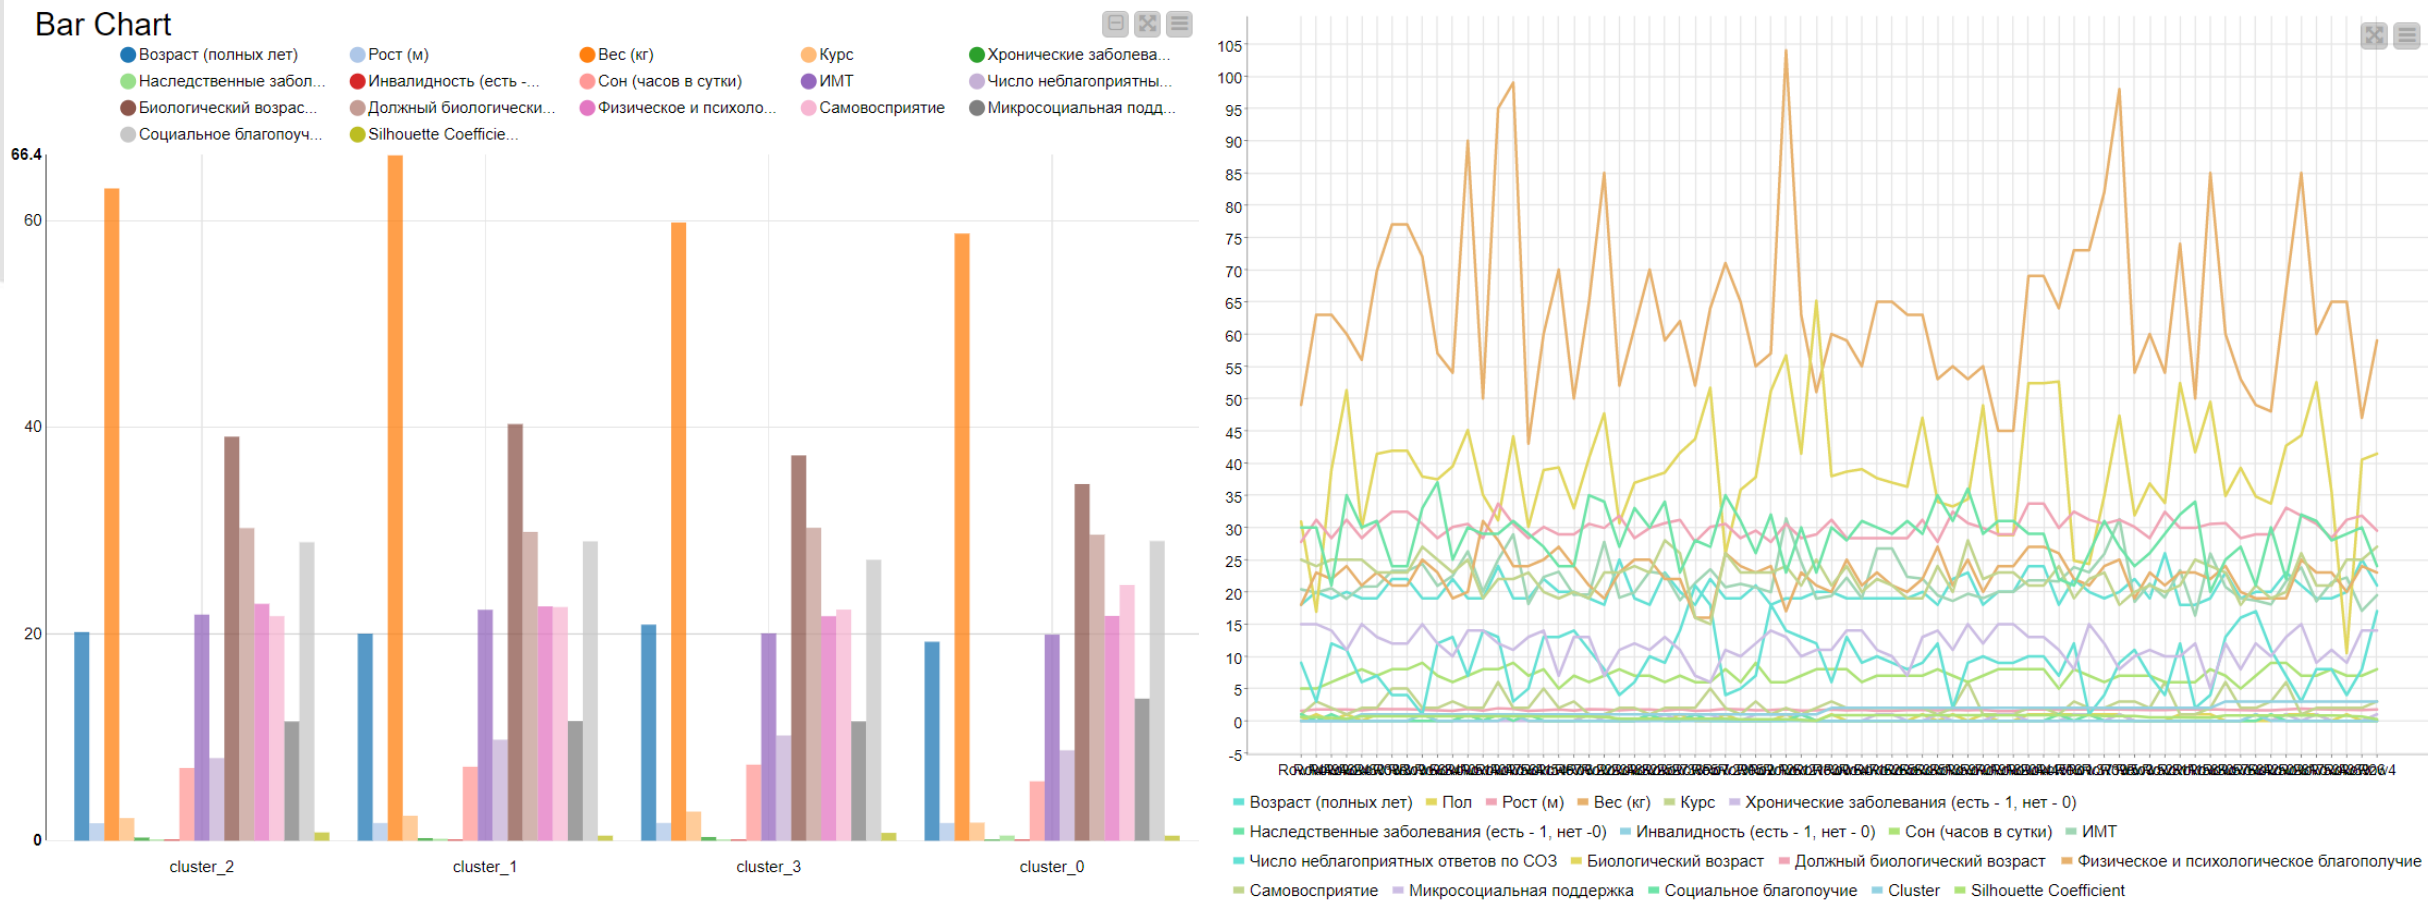 Bar Chart
Возраст (полных лет) Рост (м) Вес (кг) Курс Хронические заболева...
Наследственные забол... Инвалидность (есть -... Сон (часов в сутки) ИМТ Число неблагоприятны...
Биологический возрас... Должный биологически... Физическое и психоло... Самовосприятие Микросоциальная подд...
Социальное благопоуч... Silhouette Coefficie...
66.4
60
40
20
0
cluster_2 cluster_1 cluster_3 cluster_0
105
100
95
90
85
80
75
70
65
60
55
50
45
40
35
30
25
20
15
10
5
0
-5
Возраст (полных лет) Пол Рост (м) Вес (кг) Курс Хронические заболевания (есть - 1, нет - 0)
Наследственные заболевания (есть - 1, нет -0) Инвалидность (есть - 1, нет - 0) Сон (часов в сутки) ИМТ
Число неблагоприятных ответов по СОЗ Биологический возраст Должный биологический возраст Физическое и психологическое благополучие
Самовосприятие Микросоциальная поддержка Социальное благопоучие Cluster Silhouette Coefficient